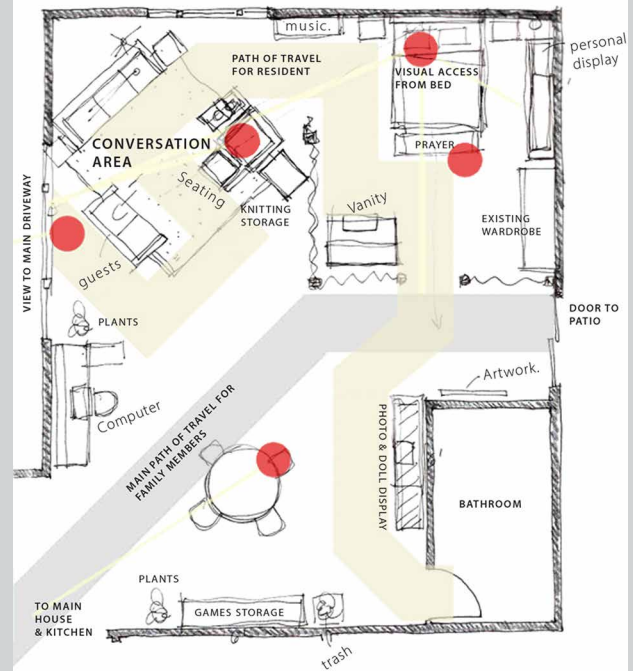 music.
personal
display
PATH OF TRAVEL
FOR RESIDENT
VISUAL ACCESS
FROM BED
CONVERSATION
AREA
PRAYER
Seating
KNITTING
STORAGE
Vanity
EXISTING
WARDROBE
VIEW TO MAIN DRIVEWAY
guests
PLANTS
DOOR TO
PATIO
Artwork.
Computer
MAIN PATH OF TRAVEL FOR
FAMILY MEMBERS
PHOTO & DOLL DISPLAY
BATHROOM
PLANTS
TO MAIN
HOUSE
& KITCHEN
GAMES STORAGE
trash